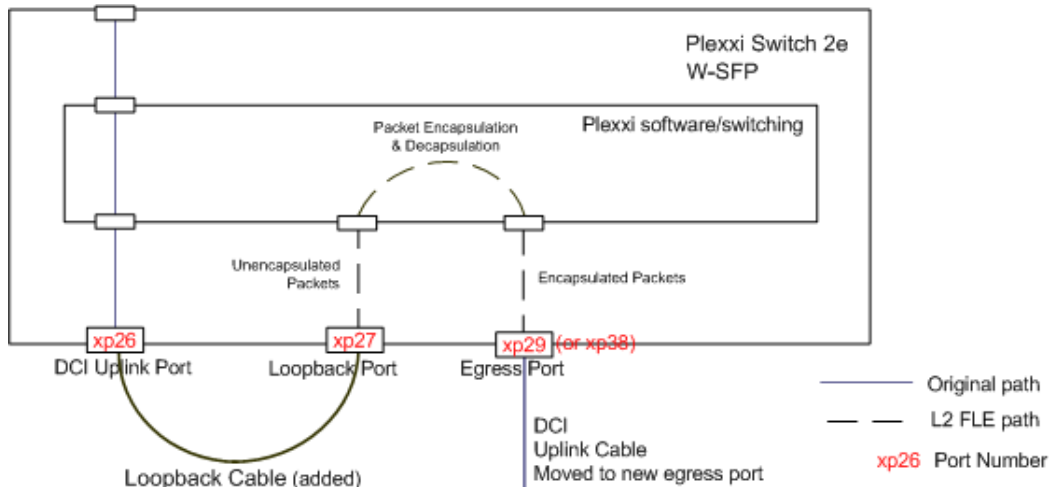 Plexxi Switch 2e
W-SFP
Plexxi software/switching
Packet Encapsulation
& Decapsulation
Unencapsulated
Packets
Encapsulated Packets
xp26
xp27
xp29 (or xp38)
DCI Uplink Port
Loopback Port
Egress Port
Original path
L2 FLE path
xp26 Port Number
DCI
Uplink Cable
Moved to new egress port
Loopback Cable (added)